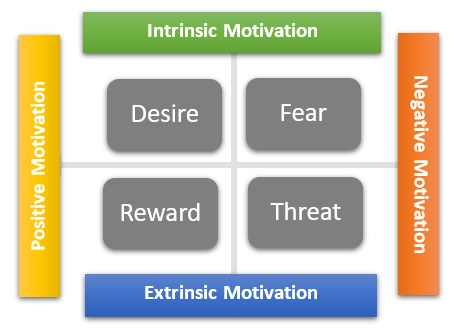 Intrinsic Motivation
Positive Motivation
Desire
Fear
Negative Motivation
Reward
Threat
Extrinsic Motivation